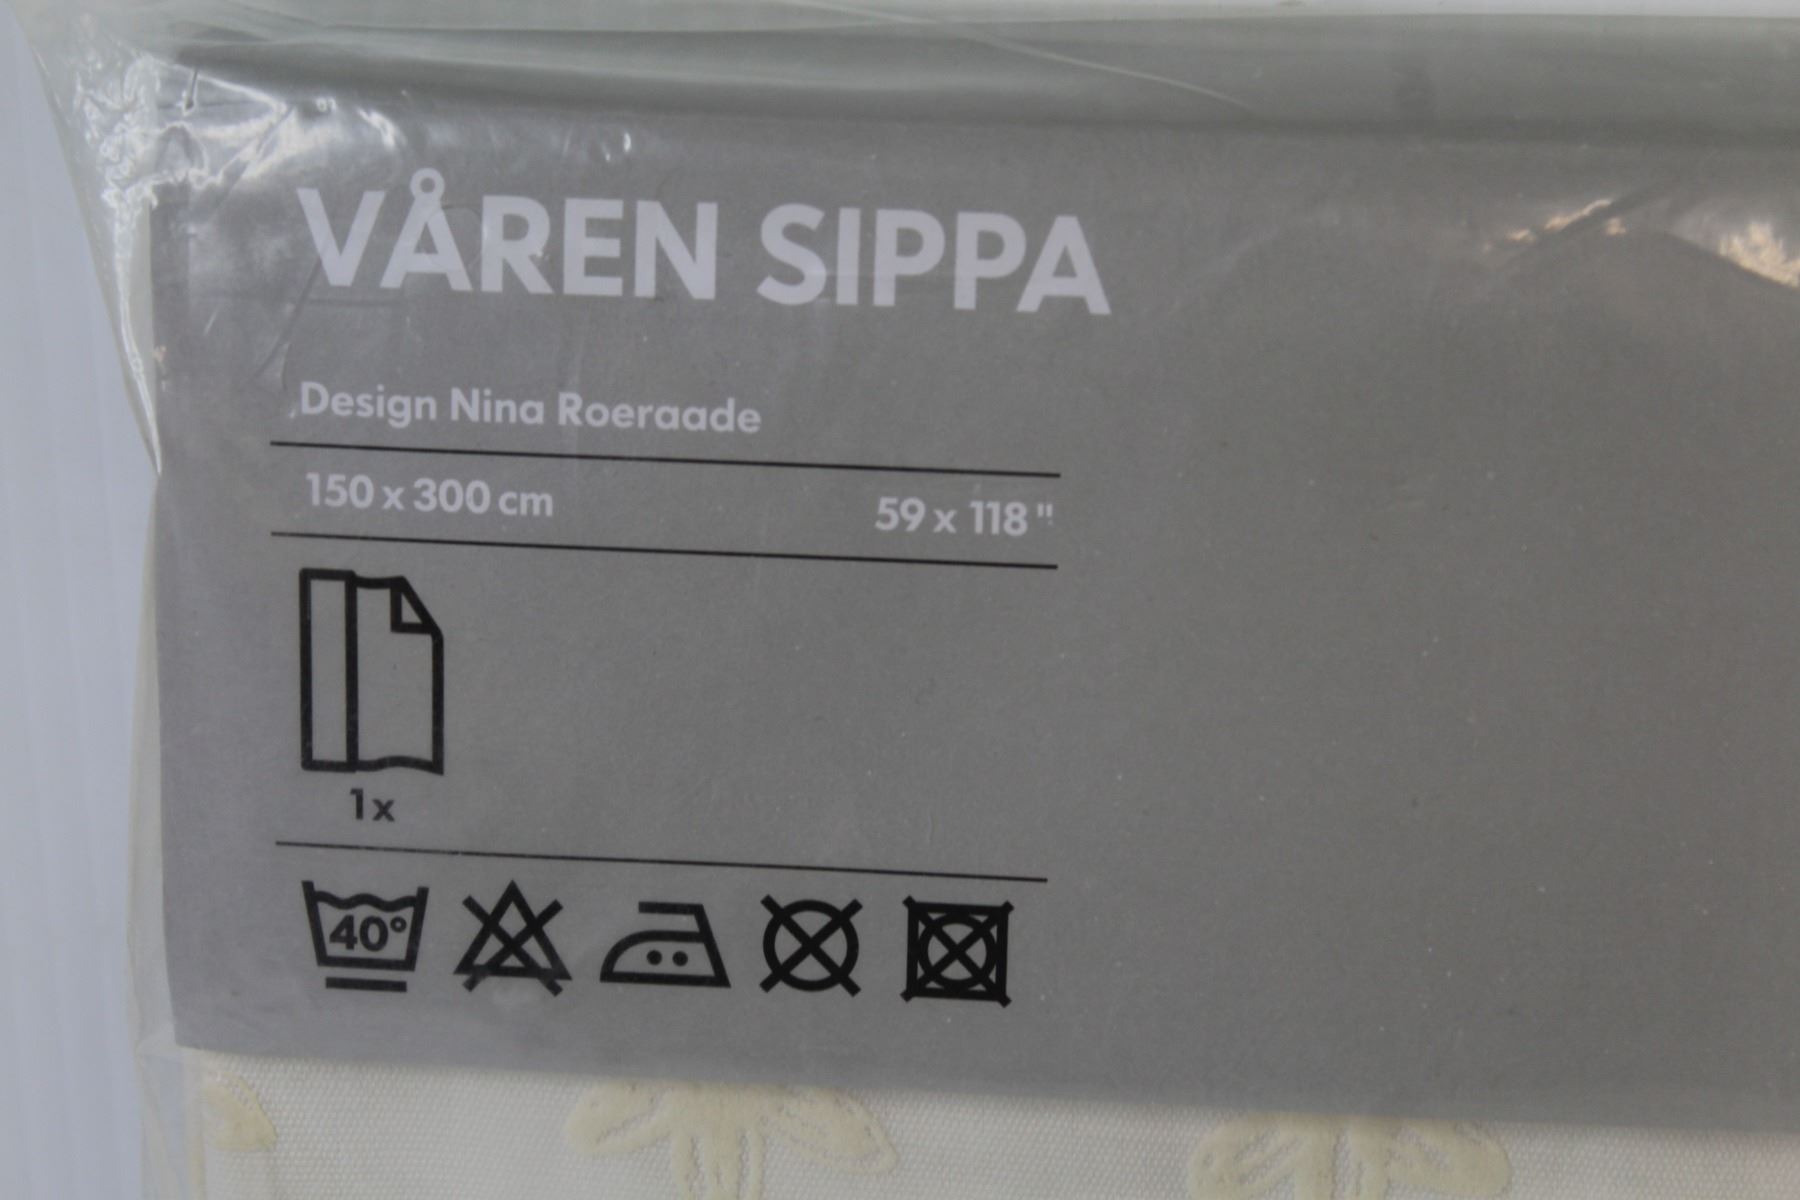 VÅREN SIPPA
Design Nina Roeraade
150 x 300 cm 59 x 118"
1x
40°